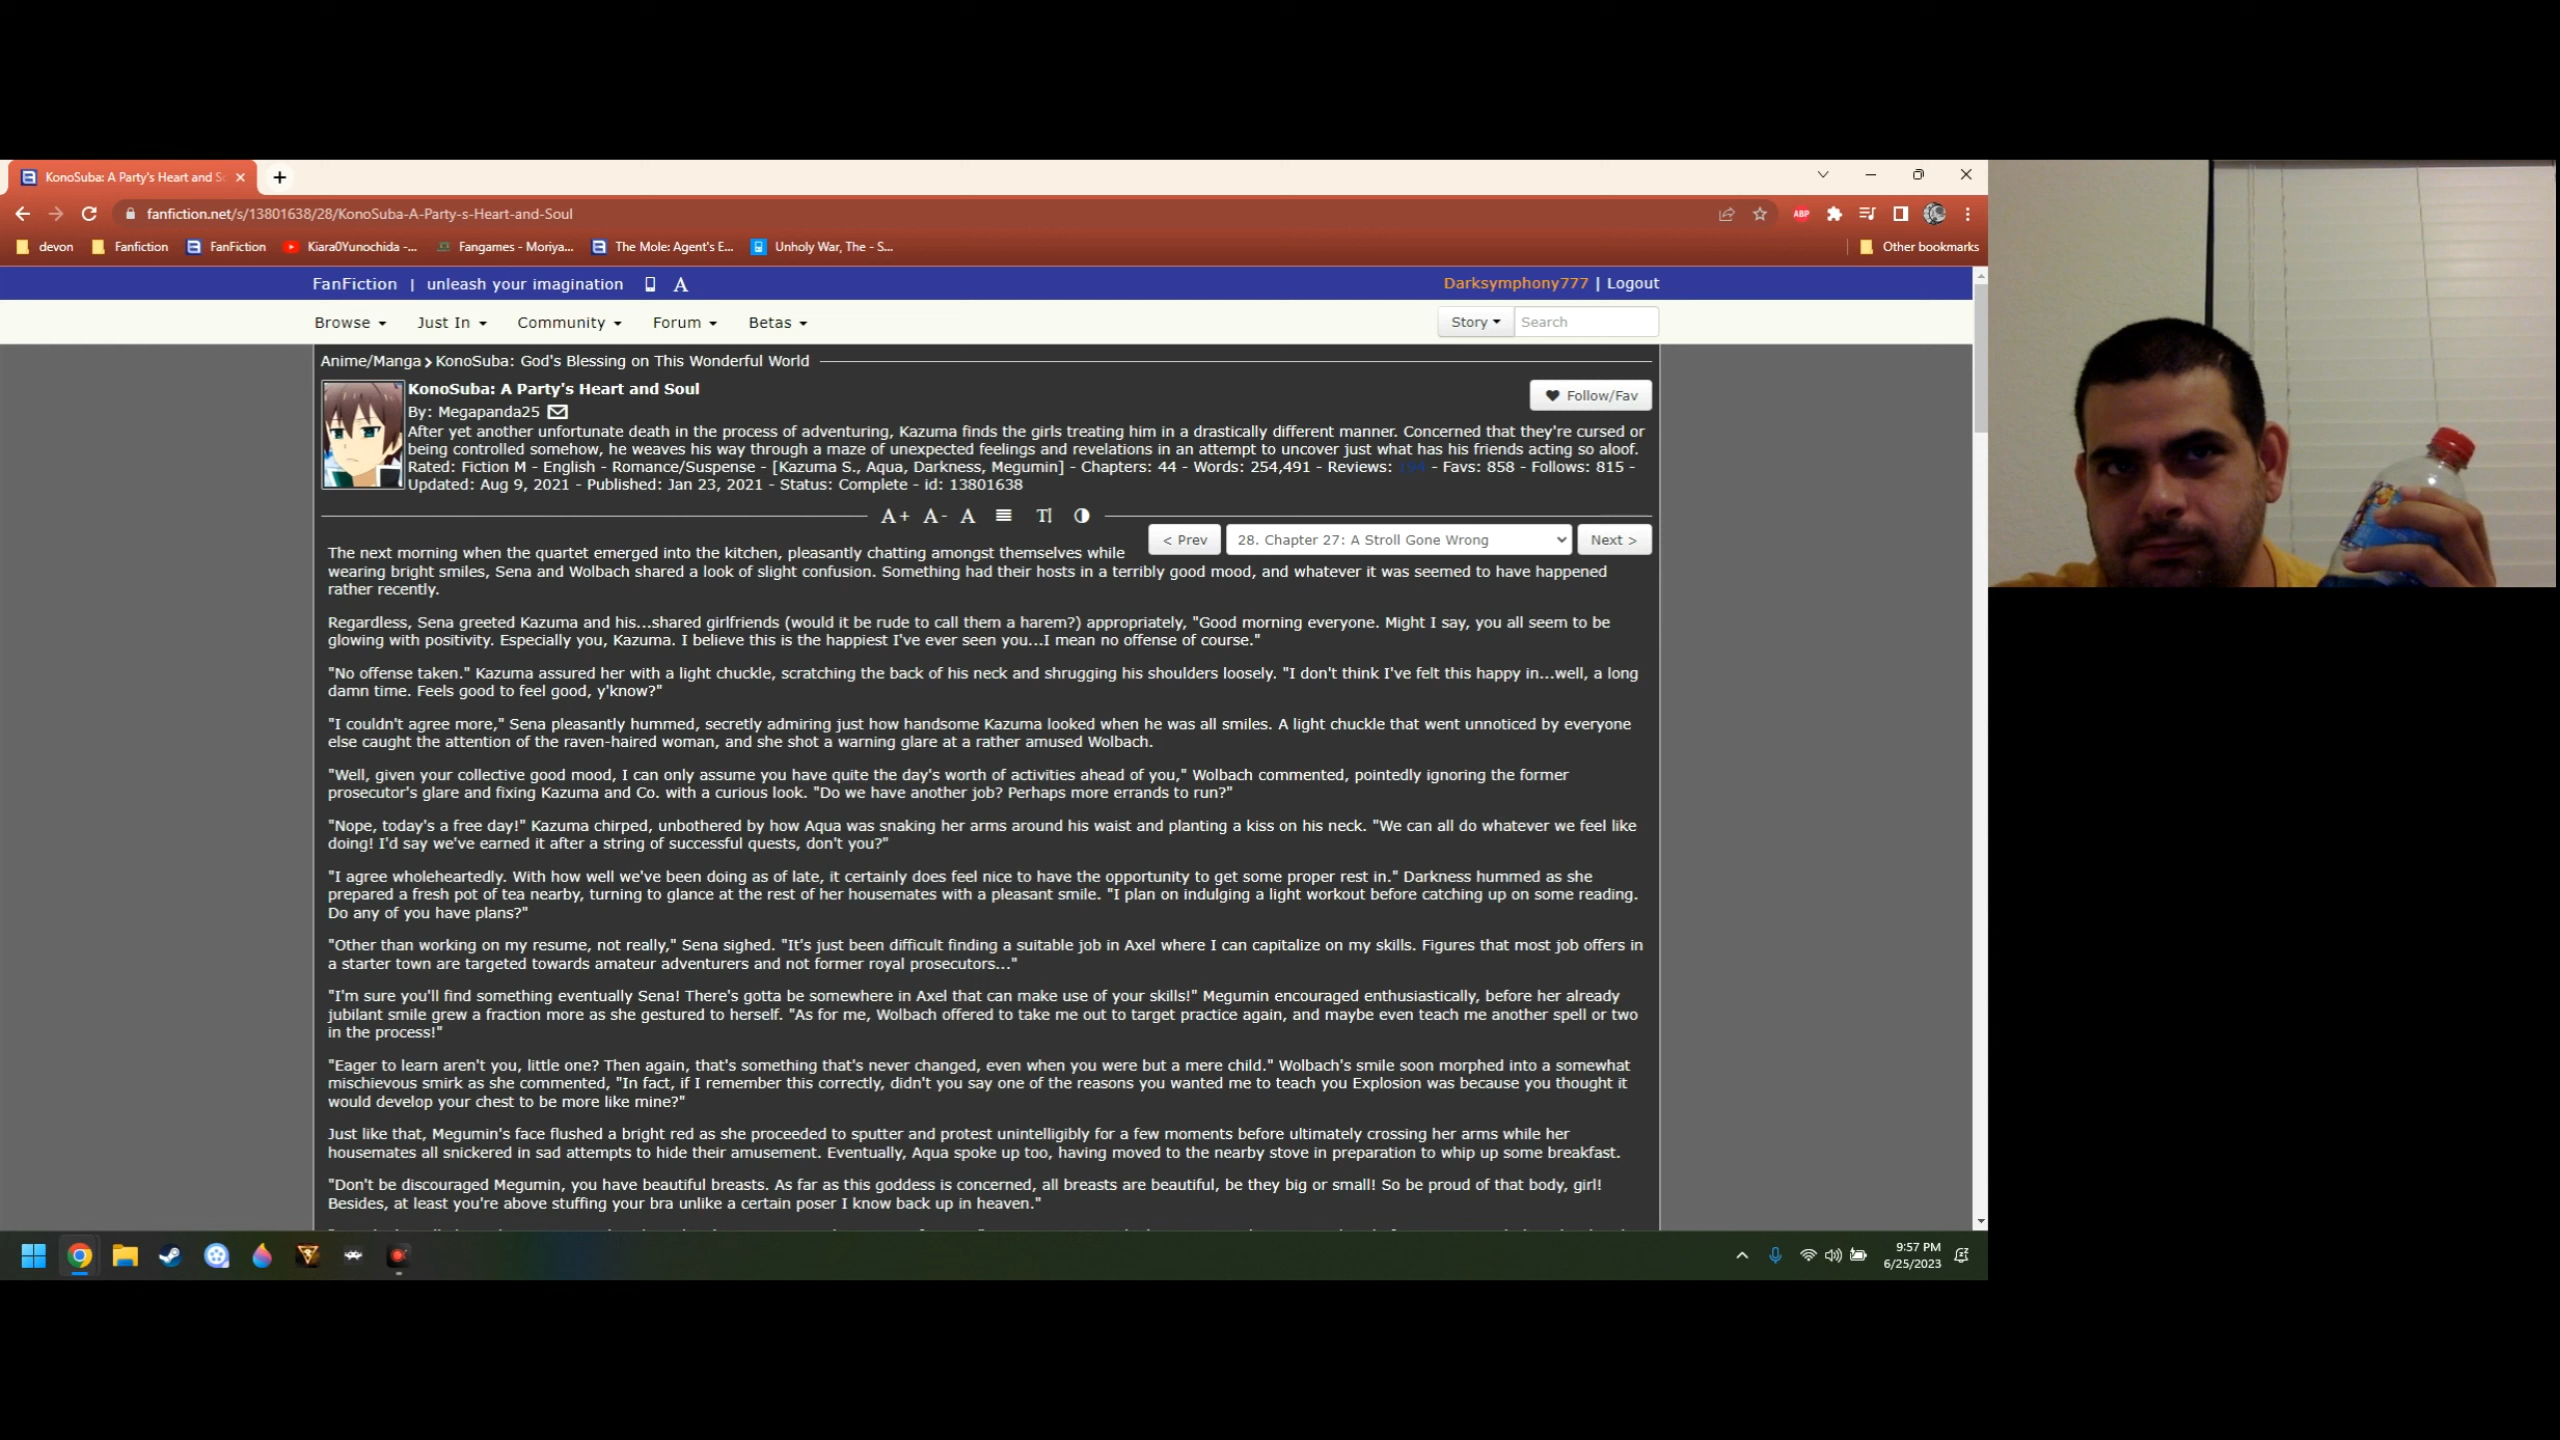 KonoSuba: A Party's Heart and S
fanfiction.net/s/13801638/28/KonoSuba-A-Party-s-Heart-and-Soul
ABP
devon Fanfiction FanFiction Kiara0Yunochida -... Fangames - Moriya... The Mole: Agent's E... Unholy War, The - S... Other bookmarks
FanFiction | unleash your imagination A Darksymphony777 | Logout
Browse Just In Community Forum Betas Story Search
Anime/Manga KonoSuba: God's Blessing on This Wonderful World
KonoSuba: A Party's Heart and Soul Follow/Fav
By: Megapanda25
After yet another unfortunate death in the process of adventuring, Kazuma finds the girls treating him in a drastically different manner. Concerned that they're cursed or
being controlled somehow, he weaves his way through a maze of unexpected feelings and revelations in an attempt to uncover just what has his friends acting so aloof.
Rated: Fiction M - English - Romance/Suspense - [Kazuma S., Aqua, Darkness, Megumin] - Chapters: 44 - Words: 254,491 - Reviews: - Favs: 858 - Follows: 815 -
Updated: Aug 9, 2021 - Published: Jan 23, 2021 - Status: Complete - id: 13801638
A+ A- A
< Prev 28. Chapter 27: A Stroll Gone Wrong Next >
The next morning when the quartet emerged into the kitchen, pleasantly chatting amongst themselves while
wearing bright smiles, Sena and Wolbach shared a look of slight confusion. Something had their hosts in a terribly good mood, and whatever it was seemed to have happened
rather recently.
Regardless, Sena greeted Kazuma and his...shared girlfriends (would it be rude to call them a harem?) appropriately, "Good morning everyone. Might I say, you all seem to be
glowing with positivity. Especially you, Kazuma. I believe this is the happiest I've ever seen you...I mean no offense of course."
"No offense taken." Kazuma assured her with a light chuckle, scratching the back of his neck and shrugging his shoulders loosely. "I don't think I've felt this happy in...well, a long
damn time. Feels good to feel good, y'know?"
"I couldn't agree more," Sena pleasantly hummed, secretly admiring just how handsome Kazuma looked when he was all smiles. A light chuckle that went unnoticed by everyone
else caught the attention of the raven-haired woman, and she shot a warning glare at a rather amused Wolbach.
"Well, given your collective good mood, I can only assume you have quite the day's worth of activities ahead of you," Wolbach commented, pointedly ignoring the former
prosecutor's glare and fixing Kazuma and Co. with a curious look. "Do we have another job? Perhaps more errands to run?"
"Nope, today's a free day!" Kazuma chirped, unbothered by how Aqua was snaking her arms around his waist and planting a kiss on his neck. "We can all do whatever we feel like
doing! I'd say we've earned it after a string of successful quests, don't you?"
"I agree wholeheartedly. With how well we've been doing as of late, it certainly does feel nice to have the opportunity to get some proper rest in." Darkness hummed as she
prepared a fresh pot of tea nearby, turning to glance at the rest of her housemates with a pleasant smile. "I plan on indulging a light workout before catching up on some reading.
Do any of you have plans?"
"Other than working on my resume, not really," Sena sighed. "It's just been difficult finding a suitable job in Axel where I can capitalize on my skills. Figures that most job offers in
a starter town are targeted towards amateur adventurers and not former royal prosecutors..."
"I'm sure you'll find something eventually Sena! There's gotta be somewhere in Axel that can make use of your skills!" Megumin encouraged enthusiastically, before her already
jubilant smile grew a fraction more as she gestured to herself. "As for me, Wolbach offered to take me out to target practice again, and maybe even teach me another spell or two
in the process!"
"Eager to learn aren't you, little one? Then again, that's something that's never changed, even when you were but a mere child." Wolbach's smile soon morphed into a somewhat
mischievous smirk as she commented, "In fact, if I remember this correctly, didn't you say one of the reasons you wanted me to teach you Explosion was because you thought it
would develop your chest to be more like mine?"
Just like that, Megumin's face flushed a bright red as she proceeded to sputter and protest unintelligibly for a few moments before ultimately crossing her arms while her
housemates all snickered in sad attempts to hide their amusement. Eventually, Aqua spoke up too, having moved to the nearby stove in preparation to whip up some breakfast.
"Don't be discouraged Megumin, you have beautiful breasts. As far as this goddess is concerned, all breasts are beautiful, be they big or small! So be proud of that body, girl!
Besides, at least you're above stuffing your bra unlike a certain poser I know back up in heaven."
9:57 PM
6/25/2023